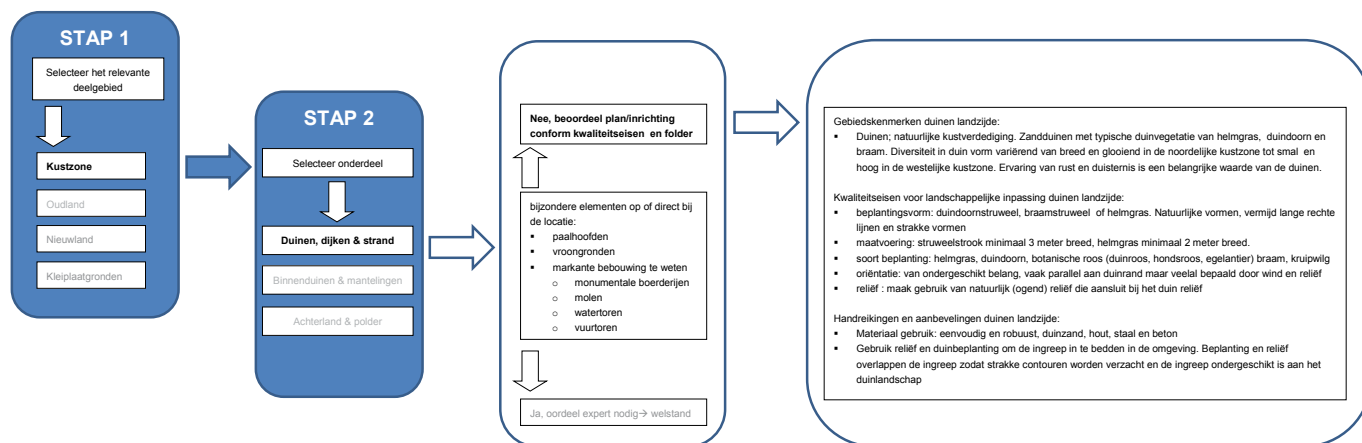 STAP 1
Selecteer het relevante
deelgebied
Kustzone
Oudland
Nieuwland
Kleiplaatgronden
STAP 2
Selecteer onderdeel
Duinen, dijken & strand
Binnenduinen & mantelingen
Achterland & polder
Nee, beoordeel plan/inrichting
conform kwaliteitseisen en folder
bijzondere elementen op of direct bij
de locatie:
▪ paalhoofden
▪ vroongronden
▪ markante bebouwing te weten
o monumentale boerderijen
o molen
o watertoren
o vuurtoren
Ja, oordeel expert nodig→ welstand
Gebiedskenmerken duinen landzijde:
▪ Duinen; natuurlijke kustverdediging. Zandduinen met typische duinvegetatie van helmgras, duindoorn en
braam. Diversiteit in duin vorm variërend van breed en glooiend in de noordelijke kustzone tot smal en
hoog in de westelijke kustzone. Ervaring van rust en duisternis is een belangrijke waarde van de duinen.
Kwaliteitseisen voor landschappelijke inpassing duinen landzijde:
▪ beplantingsvorm: duindoornstruweel, braamstruweel of helmgras. Natuurlijke vormen, vermijd lange rechte
lijnen en strakke vormen
▪ maatvoering: struweelstrook minimaal 3 meter breed, helmgras minimaal 2 meter breed.
▪ soort beplanting: helmgras, duindoorn, botanische roos (duinroos, hondsroos, egelantier) braam, kruipwilg
▪ oriëntatie: van ondergeschikt belang, vaak parallel aan duinrand maar veelal bepaald door wind en reliëf
▪ reliëf : maak gebruik van natuurlijk (ogend) reliëf die aansluit bij het duin reliëf
Handreikingen en aanbevelingen duinen landzijde:
▪ Materiaal gebruik: eenvoudig en robuust, duinzand, hout, staal en beton
▪ Gebruik reliëf en duinbeplanting om de ingreep in te bedden in de omgeving. Beplanting en reliëf
overlappen de ingreep zodat strakke contouren worden verzacht en de ingreep ondergeschikt is aan het
duinlandschap